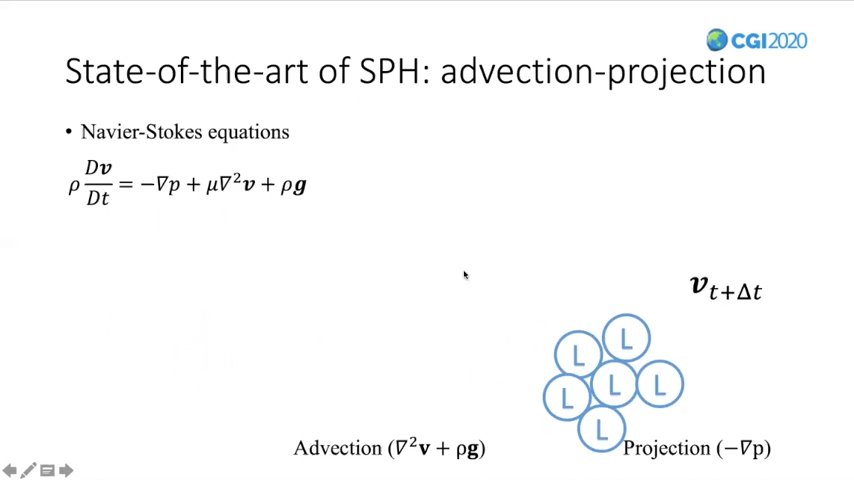 CGI2020
State-of-the-art of SPH: advection-projection
• Navier-Stokes equations
ρ D𝒗/Dt = −∇p + μ∇²𝒗 + ρ𝒈
𝒗t+Δt
L
L
L
L
L
L
Advection (∇²𝐯 + ρ𝐠)
Projection (−∇p)